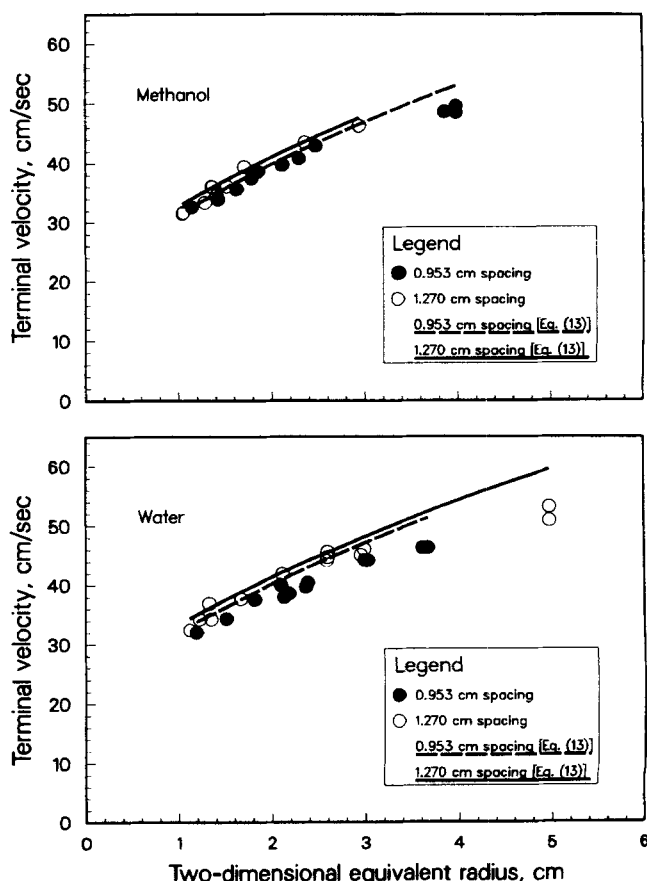 60
Methanol
50
40
Terminal velocity, cm/sec
30
Legend
0.953 cm spacing
20
1.270 cm spacing
0.953 cm spacing [Eq. (13)]
10
1.270 cm spacing [Eq. (13)]
0
60
Water
50
40
Terminal velocity, cm/sec
30
Legend
20
0.953 cm spacing
1.270 cm spacing
10
0.953 cm spacing [Eq. (13)]
1.270 cm spacing [Eq. (13)]
0
0 1 2 3 4 5 6
Two-dimensional equivalent radius, cm